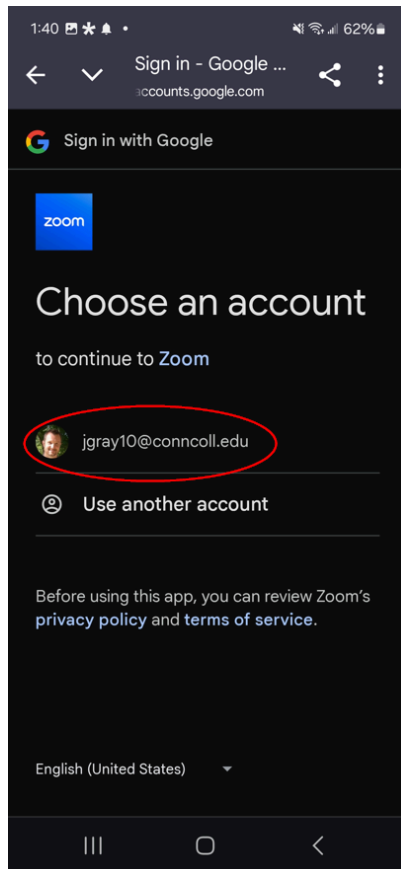 1:40 62%
Sign in - Google ...
accounts.google.com
Sign in with Google
zoom
Choose an account
to continue to Zoom
jgray10@conncoll.edu
Use another account
Before using this app, you can review Zoom's
privacy policy and terms of service.
English (United States)